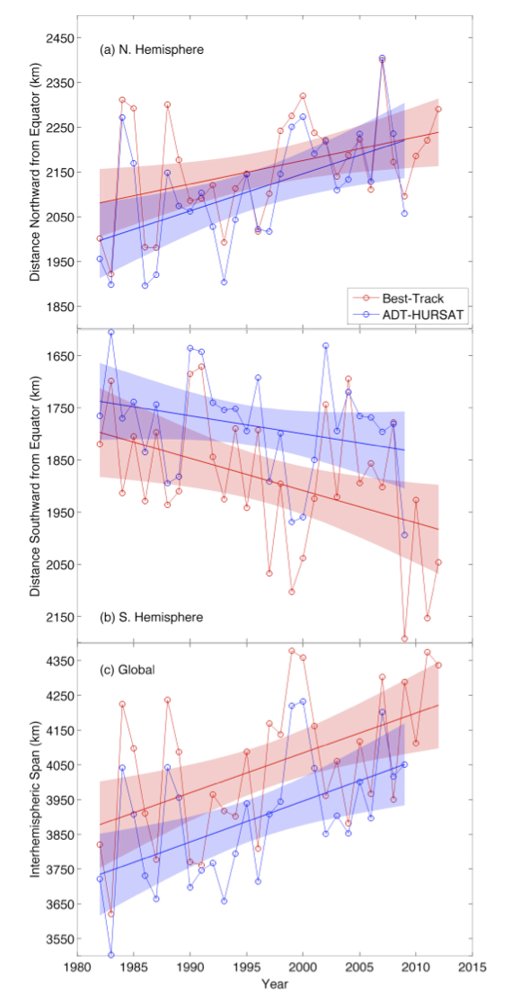 2450
(a) N. Hemisphere
2350
2250
2150
2050
1950
1850
Distance Northward from Equator (km)
Best-Track
ADT-HURSAT
1650
1750
1850
1950
2050
2150
Distance Southward from Equator (km)
(b) S. Hemisphere
4350
(c) Global
4250
4150
4050
3950
3850
3750
3650
3550
Interhemispheric Span (km)
1980 1985 1990 1995 2000 2005 2010 2015
Year